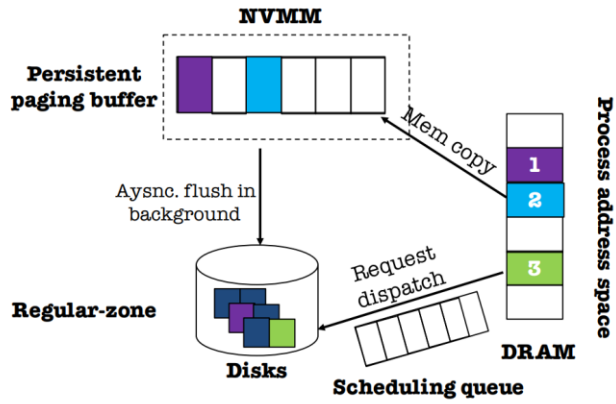 NVMM
Persistent
paging buffer
Mem copy
Process address space
1
2
3
Aysnc. flush in
background
Request
dispatch
Regular-zone
Disks
DRAM
Scheduling queue